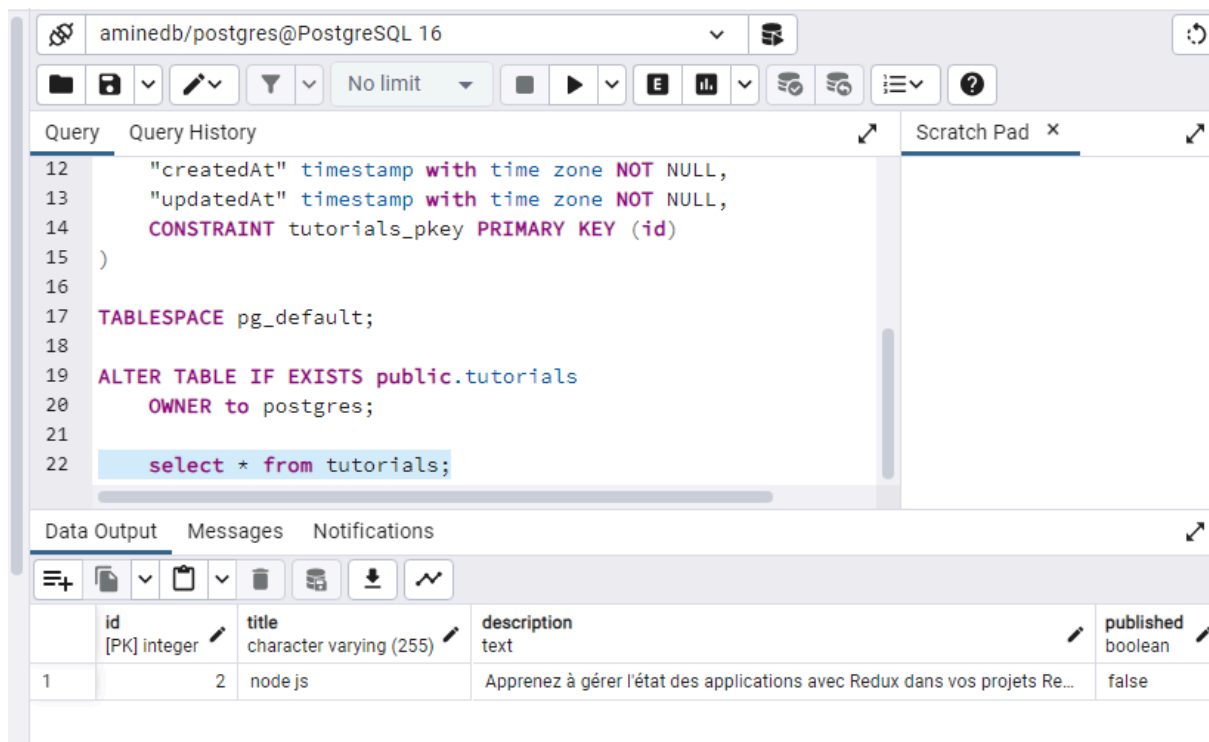 aminedb/postgres@PostgreSQL 16
No limit
E
Query Query History
Scratch Pad ×
12 "createdAt" timestamp with time zone NOT NULL,
13 "updatedAt" timestamp with time zone NOT NULL,
14 CONSTRAINT tutorials_pkey PRIMARY KEY (id)
15 )
16
17 TABLESPACE pg_default;
18
19 ALTER TABLE IF EXISTS public.tutorials
20 OWNER to postgres;
21
22 select * from tutorials;
Data Output Messages Notifications
id title description published
[PK] integer character varying (255) text boolean
1 2 node js Apprenez à gérer l'état des applications avec Redux dans vos projets Re... false